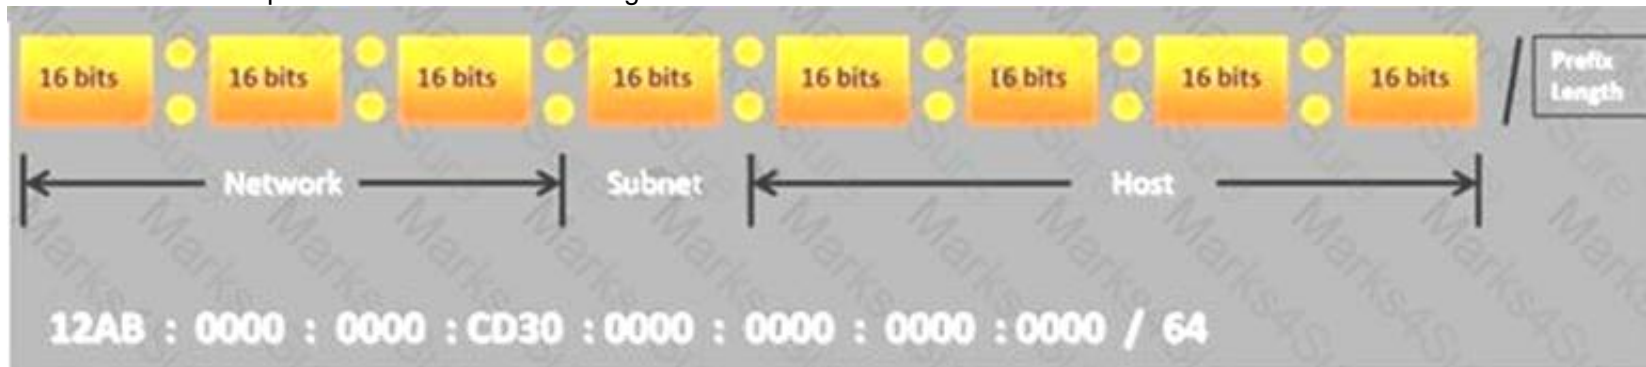 16 bits 16 bits 16 bits 16 bits 16 bits 16 bits 16 bits 16 bits / Prefix
Length
Network Subnet Host
12AB : 0000 : 0000 : CD30 : 0000 : 0000 : 0000 : 0000 / 64